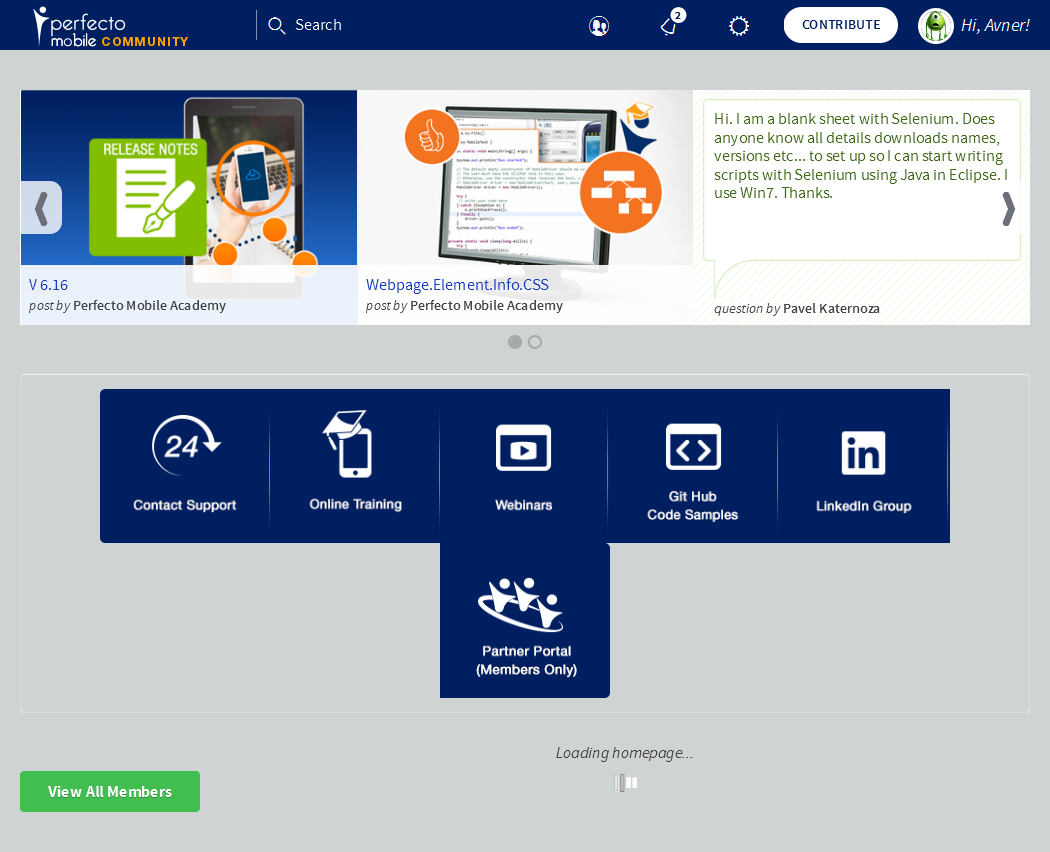 perfecto
mobile COMMUNITY
Search
2
CONTRIBUTE
Hi, Avner!
RELEASE NOTES
V 6.16
post by Perfecto Mobile Academy
Webpage.Element.Info.CSS
post by Perfecto Mobile Academy
Hi. I am a blank sheet with Selenium. Does
anyone know all details downloads names,
versions etc... to set up so I can start writing
scripts with Selenium using Java in Eclipse. I
use Win7. Thanks.
question by Pavel Katernoza
24
Contact Support
Online Training
Webinars
Git Hub
Code Samples
in
LinkedIn Group
Partner Portal
(Members Only)
Loading homepage...
View All Members